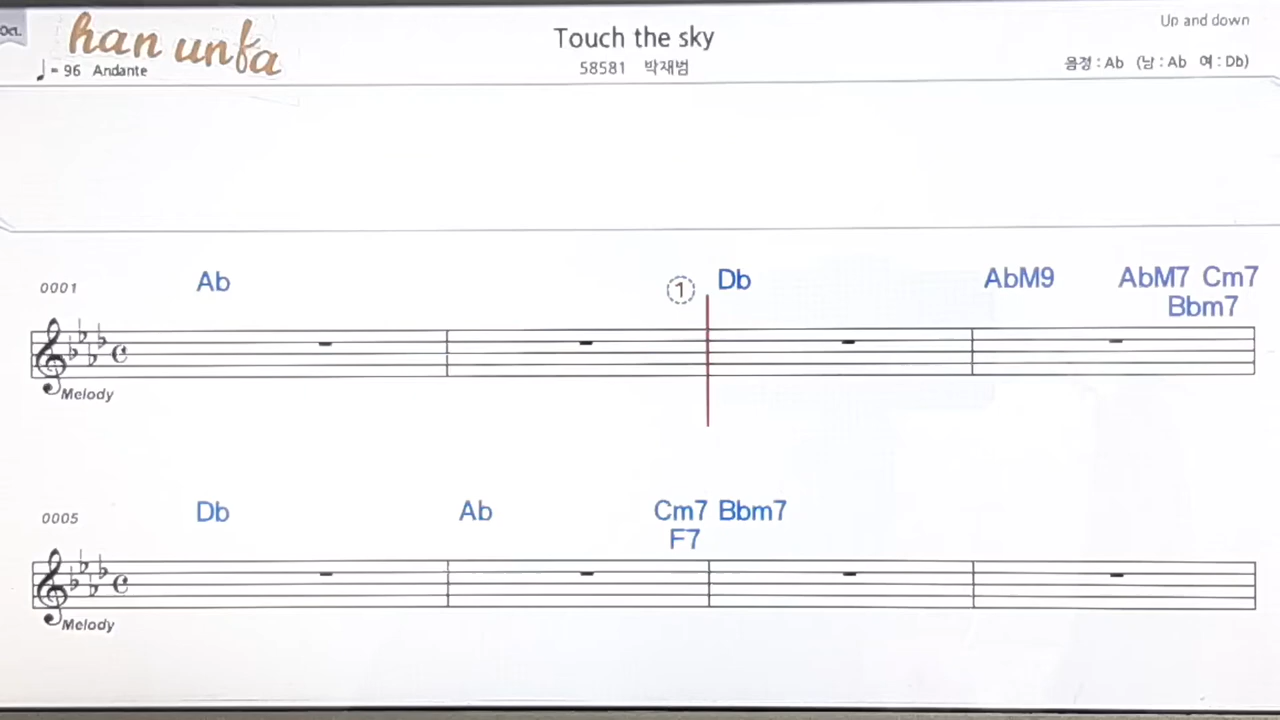 Oct.
han unfa
Touch the sky
Up and down
= 96 Andante
58581 박재범
음정 : Ab (남 : Ab 여 : Db)
0001
Ab
1
Db
AbM9
AbM7 Cm7
Bbm7
Melody
0005
Db
Ab
Cm7 Bbm7
F7
Melody